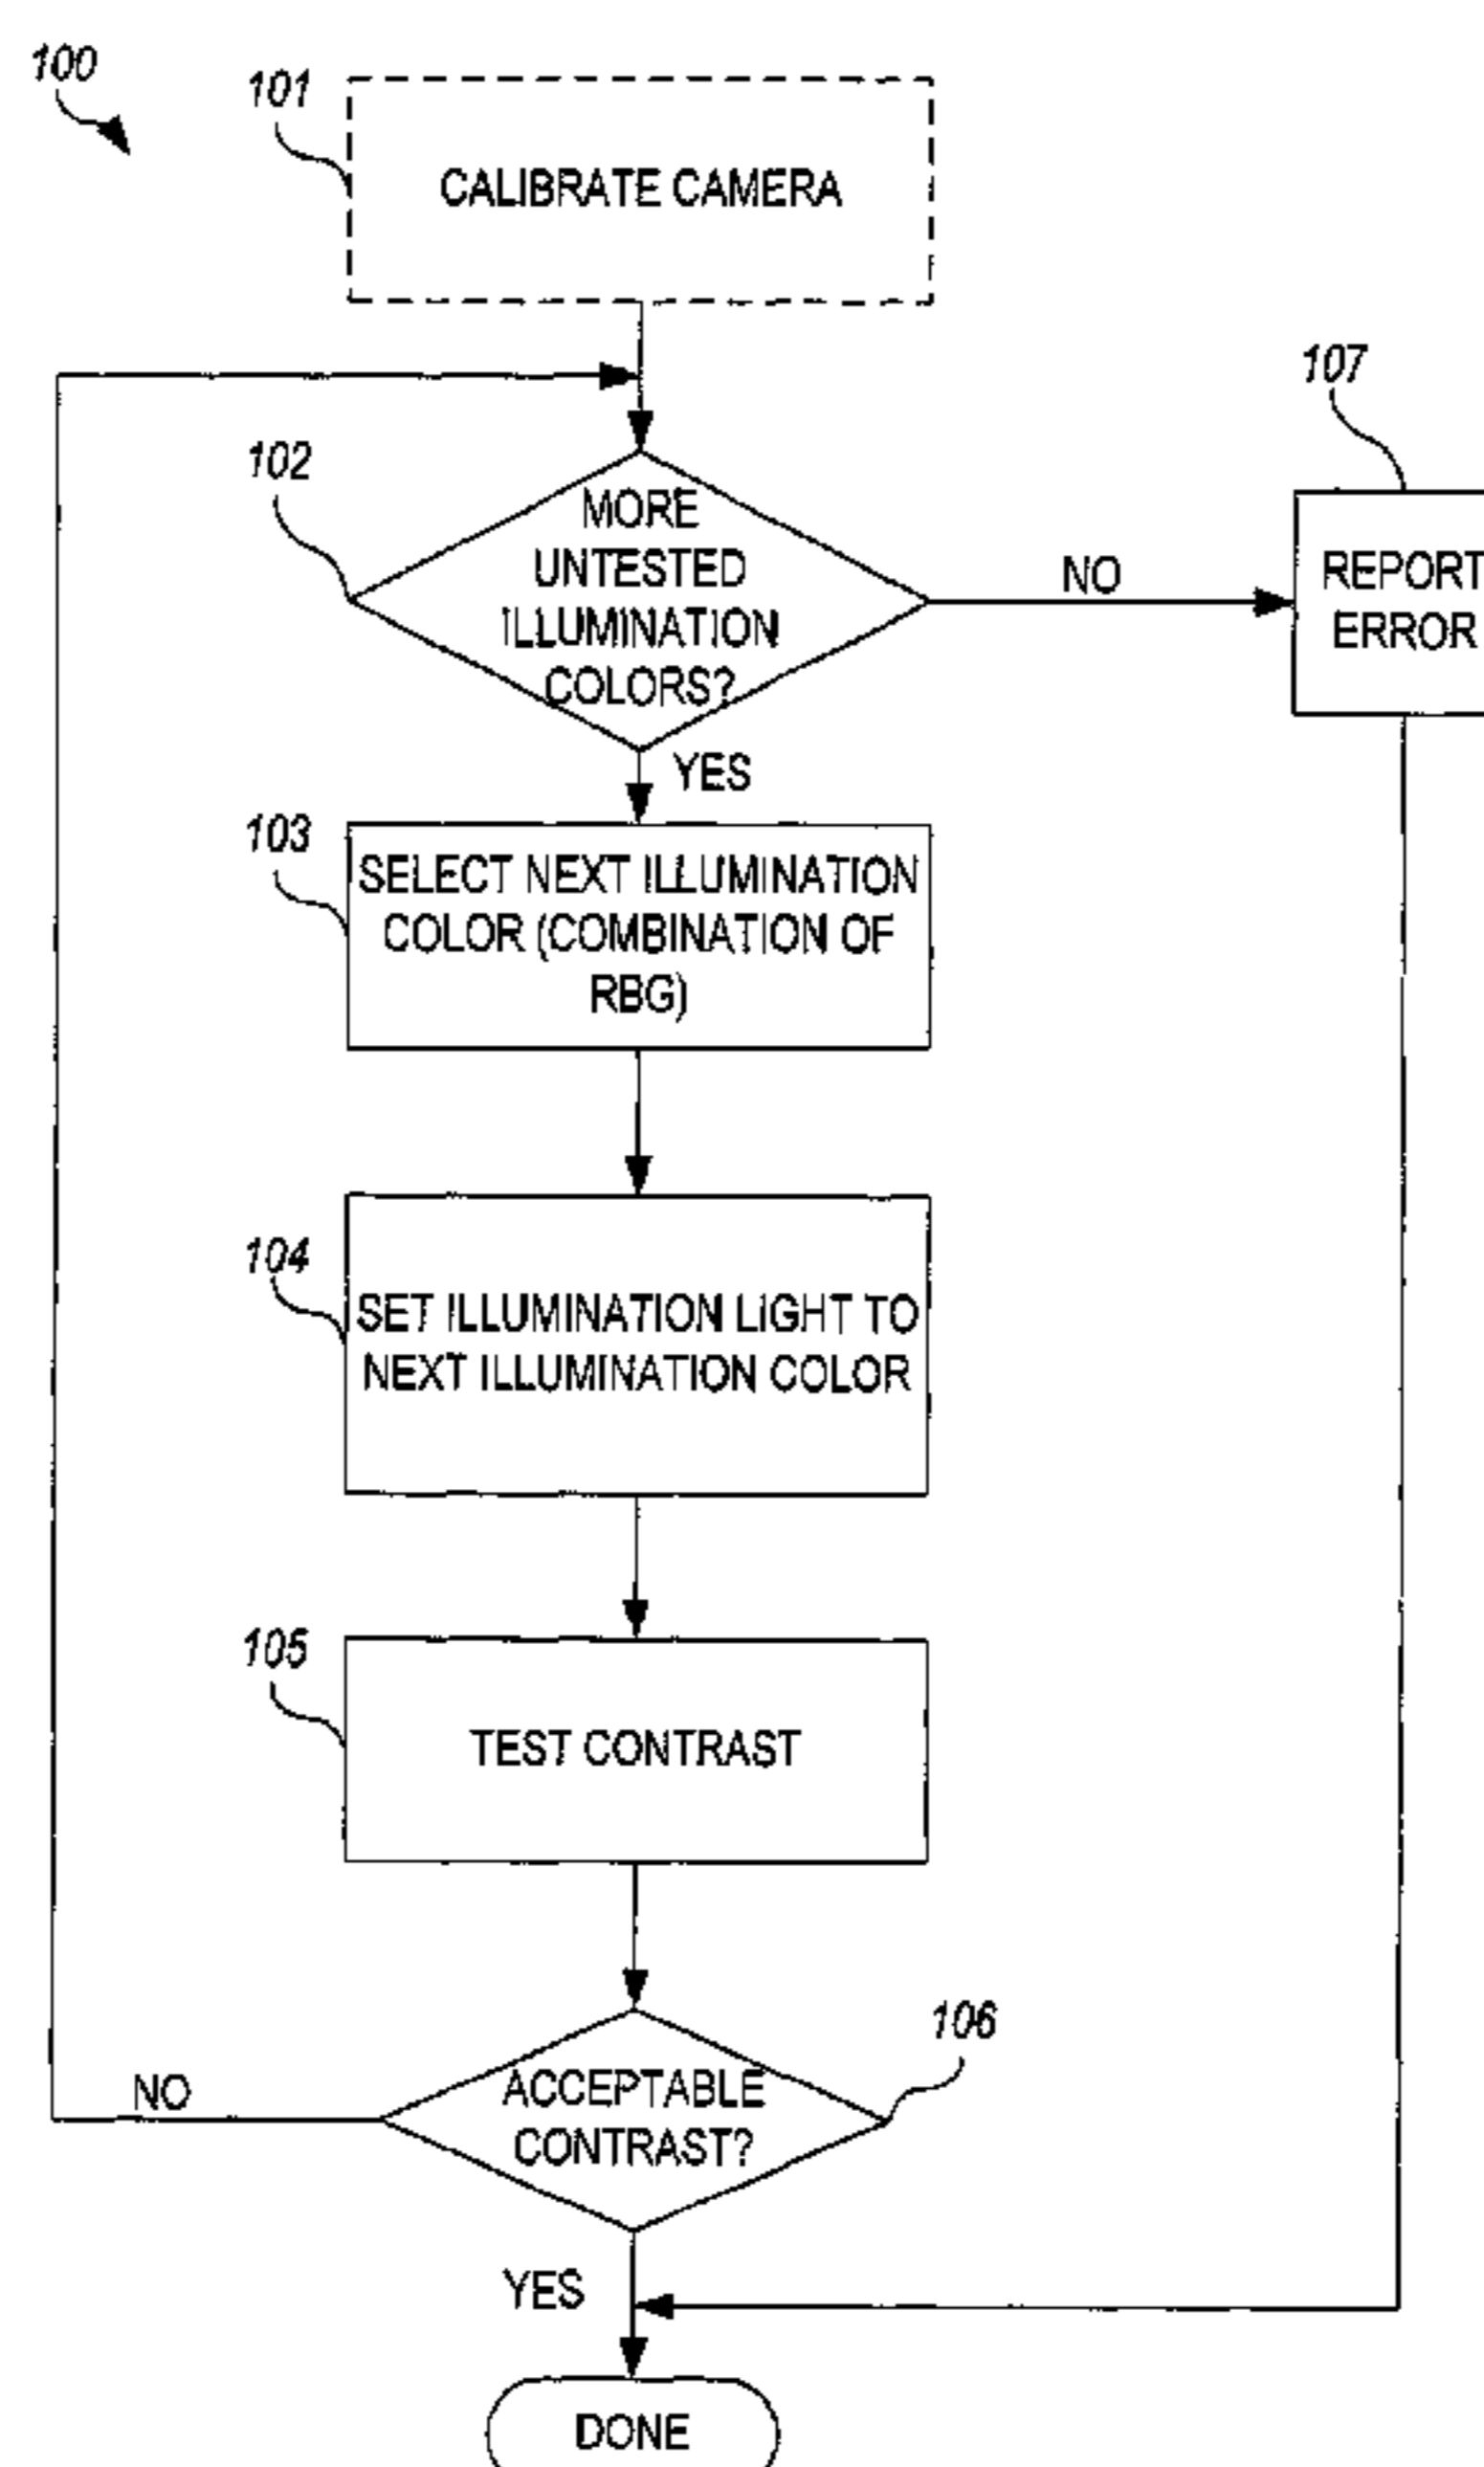 100
101
CALIBRATE CAMERA
107
102
MORE
UNTESTED
ILLUMINATION
COLORS?
NO
REPORT
ERROR
YES
103
SELECT NEXT ILLUMINATION
COLOR (COMBINATION OF
RBG)
104
SET ILLUMINATION LIGHT TO
NEXT ILLUMINATION COLOR
105
TEST CONTRAST
106
ACCEPTABLE
CONTRAST?
NO
YES
DONE